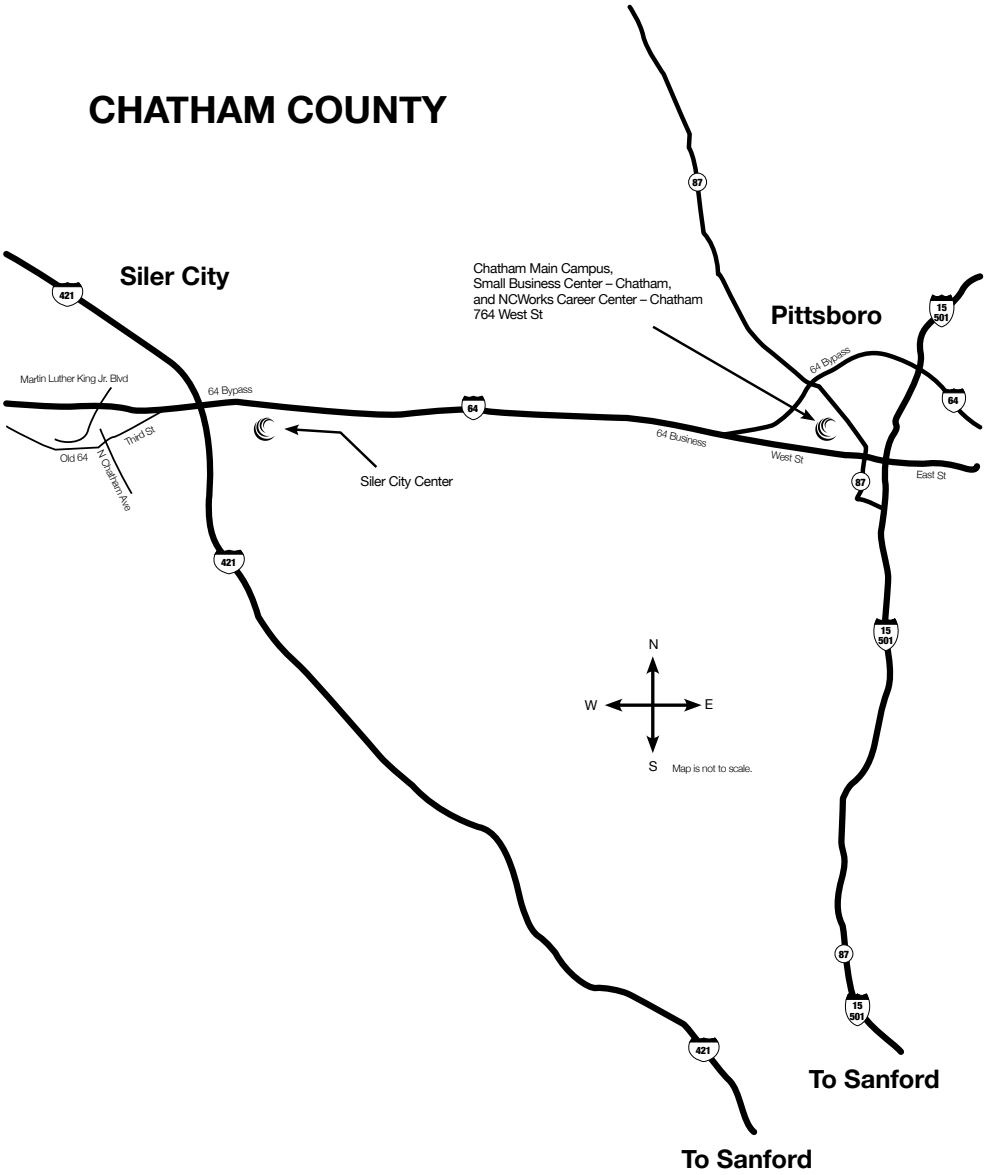 CHATHAM COUNTY
87
Siler City
421
Chatham Main Campus,
Small Business Center – Chatham,
and NCWorks Career Center – Chatham
764 West St
Pittsboro
15
501
64 Bypass
Martin Luther King Jr. Blvd
64 Bypass
64
64
Third St
Old 64
N Chatham Ave
64 Business
West St
East St
Siler City Center
87
421
15
501
N
W
E
S
Map is not to scale.
87
15
501
421
To Sanford
To Sanford